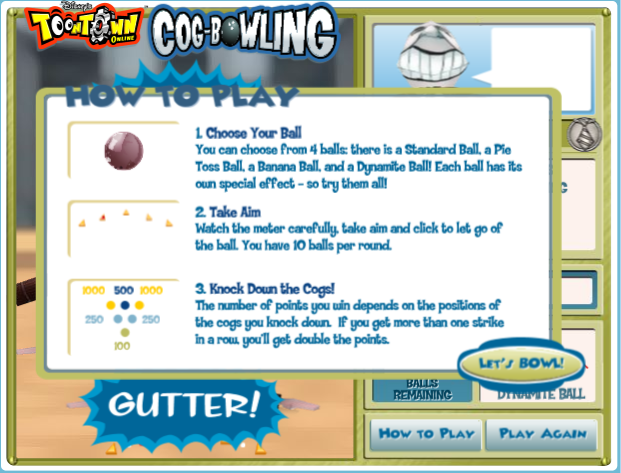 Disney's
TOONTOWN
ONLINE
COG-BOWLING
HOW TO PLAY
1. Choose Your Ball
You can choose from 4 balls: there is a Standard Ball, a Pie
Toss Ball, a Banana Ball, and a Dynamite Ball! Each ball has its
own special effect - so try them all!
2. Take Aim
Watch the meter carefully, take aim and click to let go of
the ball. You have 10 balls per round.
1000 500 1000
250 250
100
3. Knock Down the Cogs!
The number of points you win depends on the positions of
the cogs you knock down. If you get more than one strike
in a row, you'll get double the points.
LET'S BOWL!
GUTTER!
BALLS
REMAINING
DYNAMITE BALL
HOW TO PLAY
PLAY AGAIN